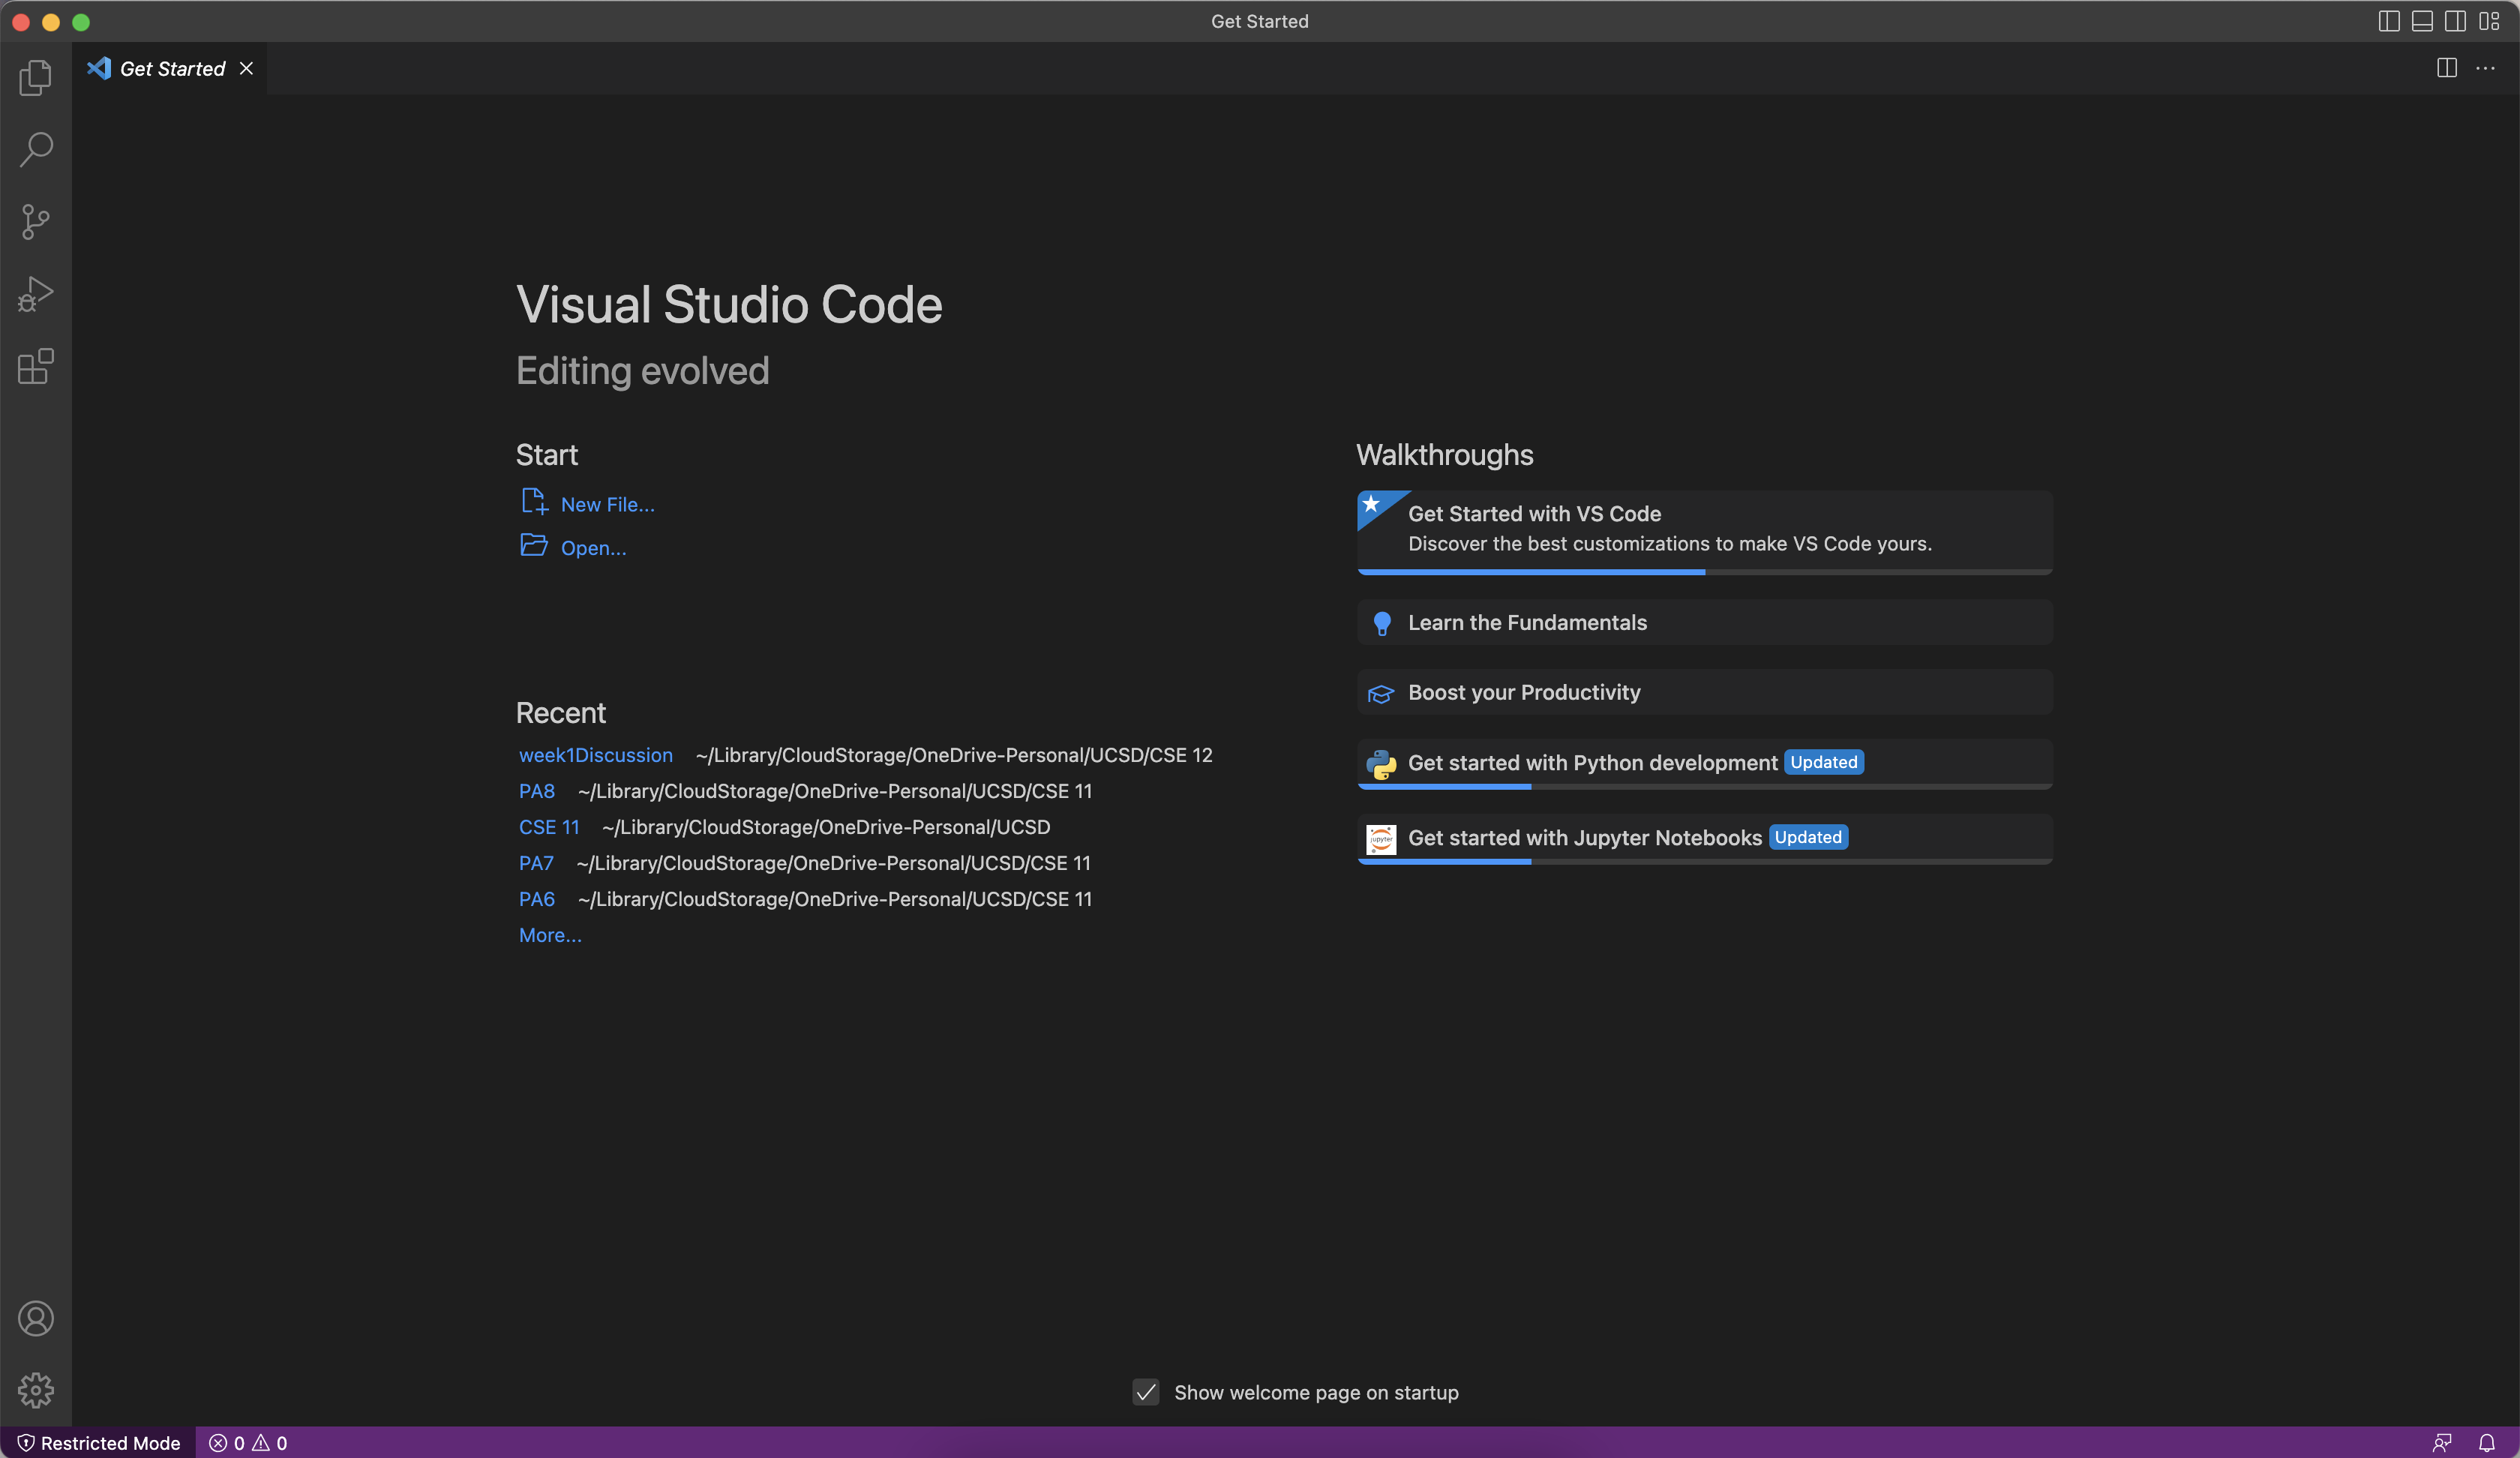 Get Started
Get Started
Visual Studio Code
Editing evolved
Start
New File...
Open...
Recent
week1Discussion ~/Library/CloudStorage/OneDrive-Personal/UCSD/CSE 12
PA8 ~/Library/CloudStorage/OneDrive-Personal/UCSD/CSE 11
CSE 11 ~/Library/CloudStorage/OneDrive-Personal/UCSD
PA7 ~/Library/CloudStorage/OneDrive-Personal/UCSD/CSE 11
PA6 ~/Library/CloudStorage/OneDrive-Personal/UCSD/CSE 11
More...
Walkthroughs
Get Started with VS Code
Discover the best customizations to make VS Code yours.
Learn the Fundamentals
Boost your Productivity
Get started with Python development Updated
jupyter
Get started with Jupyter Notebooks Updated
Show welcome page on startup
Restricted Mode 0 0